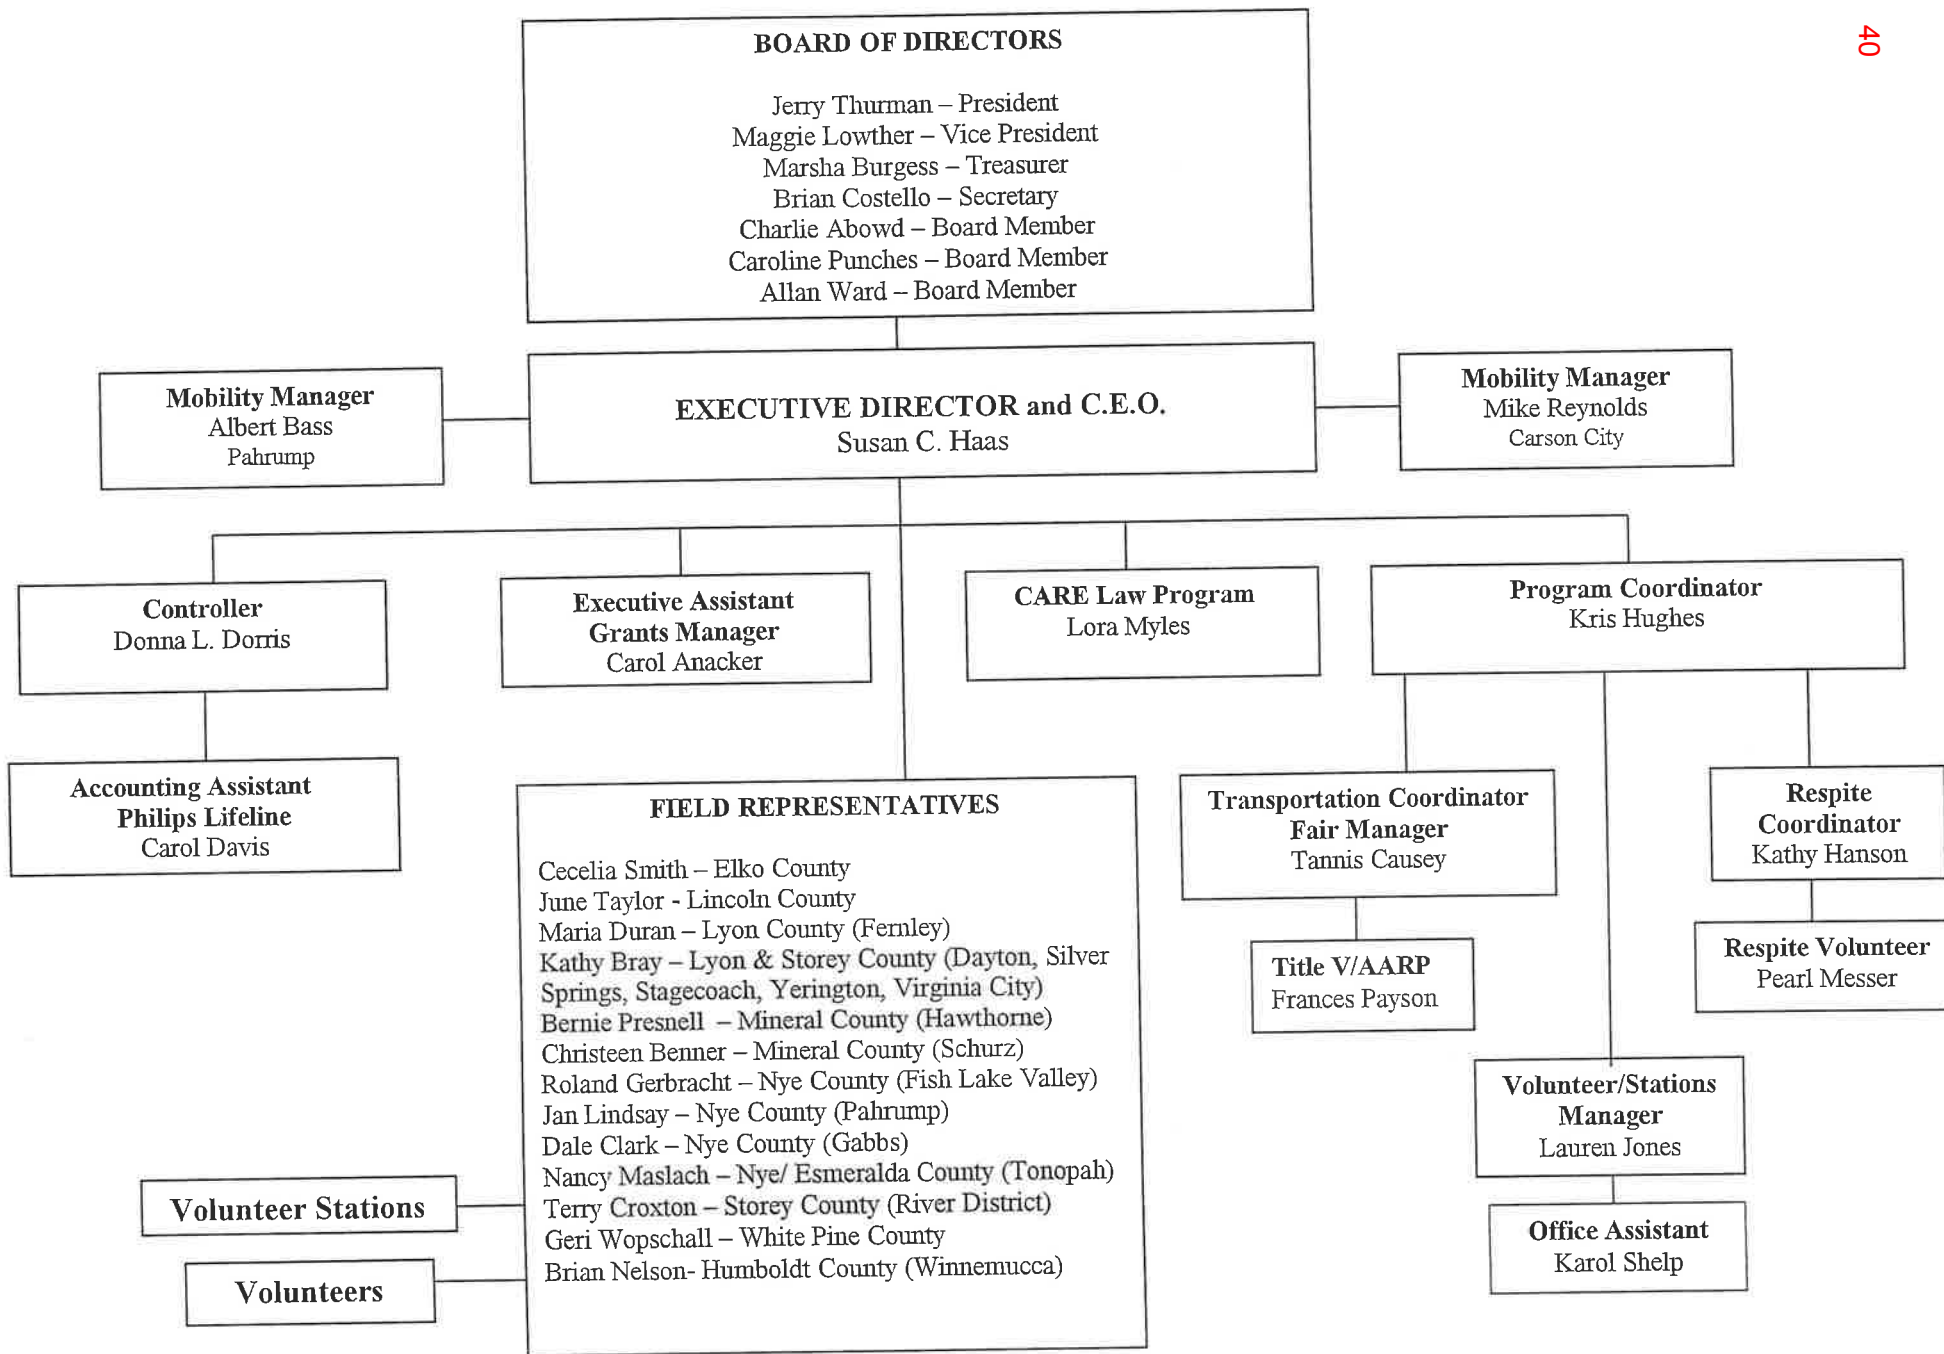 40
BOARD OF DIRECTORS
Jerry Thurman – President
Maggie Lowther – Vice President
Marsha Burgess – Treasurer
Brian Costello – Secretary
Charlie Abowd – Board Member
Caroline Punches – Board Member
Allan Ward – Board Member
Mobility Manager
Albert Bass
Pahrump
EXECUTIVE DIRECTOR and C.E.O.
Susan C. Haas
Mobility Manager
Mike Reynolds
Carson City
Controller
Donna L. Dorris
Executive Assistant
Grants Manager
Carol Anacker
CARE Law Program
Lora Myles
Program Coordinator
Kris Hughes
Accounting Assistant
Philips Lifeline
Carol Davis
FIELD REPRESENTATIVES
Cecelia Smith – Elko County
June Taylor - Lincoln County
Maria Duran – Lyon County (Fernley)
Kathy Bray – Lyon & Storey County (Dayton, Silver
Springs, Stagecoach, Yerington, Virginia City)
Bernie Presnell – Mineral County (Hawthorne)
Christeen Benner – Mineral County (Schurz)
Roland Gerbracht – Nye County (Fish Lake Valley)
Jan Lindsay – Nye County (Pahrump)
Dale Clark – Nye County (Gabbs)
Nancy Maslach – Nye/ Esmeralda County (Tonopah)
Terry Croxton – Storey County (River District)
Geri Wopschall – White Pine County
Brian Nelson- Humboldt County (Winnemucca)
Volunteer Stations
Volunteers
Transportation Coordinator
Fair Manager
Tannis Causey
Title V/AARP
Frances Payson
Respite
Coordinator
Kathy Hanson
Respite Volunteer
Pearl Messer
Volunteer/Stations
Manager
Lauren Jones
Office Assistant
Karol Shelp